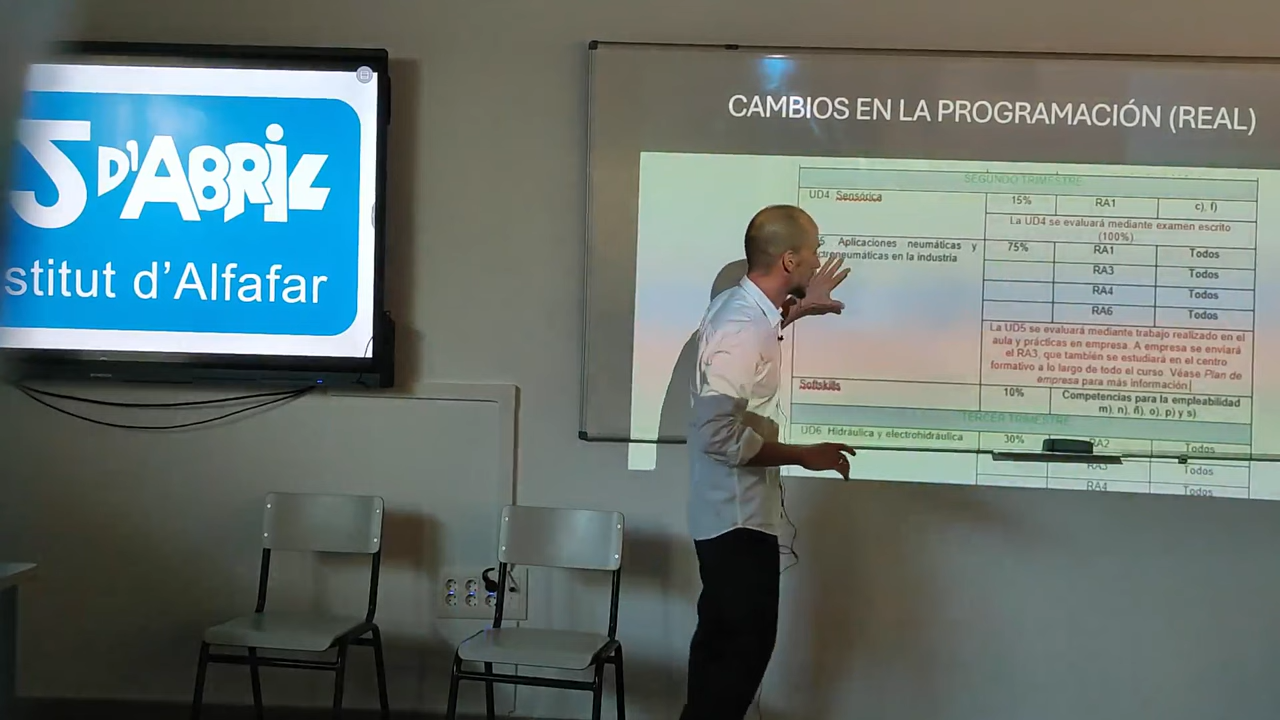 5 D'ABRIL
stitut d'Alfafar
CAMBIOS EN LA PROGRAMACIÓN (REAL)
SEGUNDO TRIMESTRE
UD4 Sensórica 15% RA1 c), f)
La UD4 se evaluará mediante examen escrito
(100%)
5 Aplicaciones neumáticas y 75% RA1 Todos
ctroneumáticas en la industria
RA3 Todos
RA4 Todos
RA6 Todos
La UD5 se evaluará mediante trabajo realizado en el
aula y prácticas en empresa. A empresa se enviará
el RA3, que también se estudiará en el centro
formativo a lo largo de todo el curso. Véase Plan de
empresa para más información
Softskills 10% Competencias para la empleabilidad
m), n), ñ), o), p) y s)
TERCER TRIMESTRE
UD6 Hidráulica y electrohidráulica 30% RA2 Todos
RA3 Todos
RA4 Todos